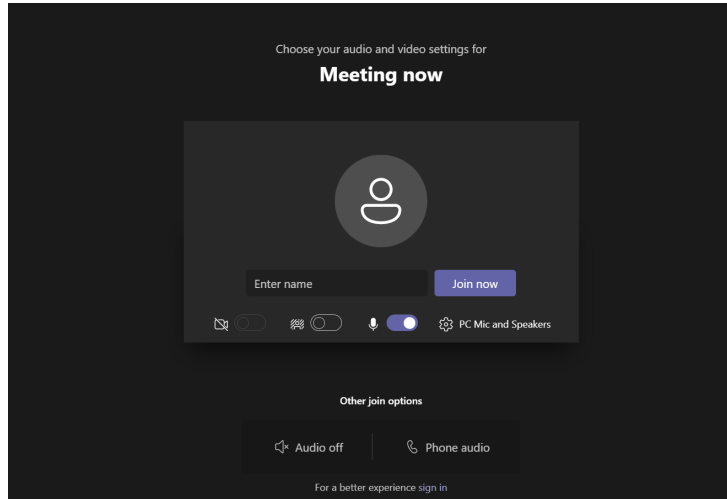 Choose your audio and video settings for
Meeting now
Enter name
Join now
PC Mic and Speakers
Other join options
Audio off
Phone audio
For a better experience sign in